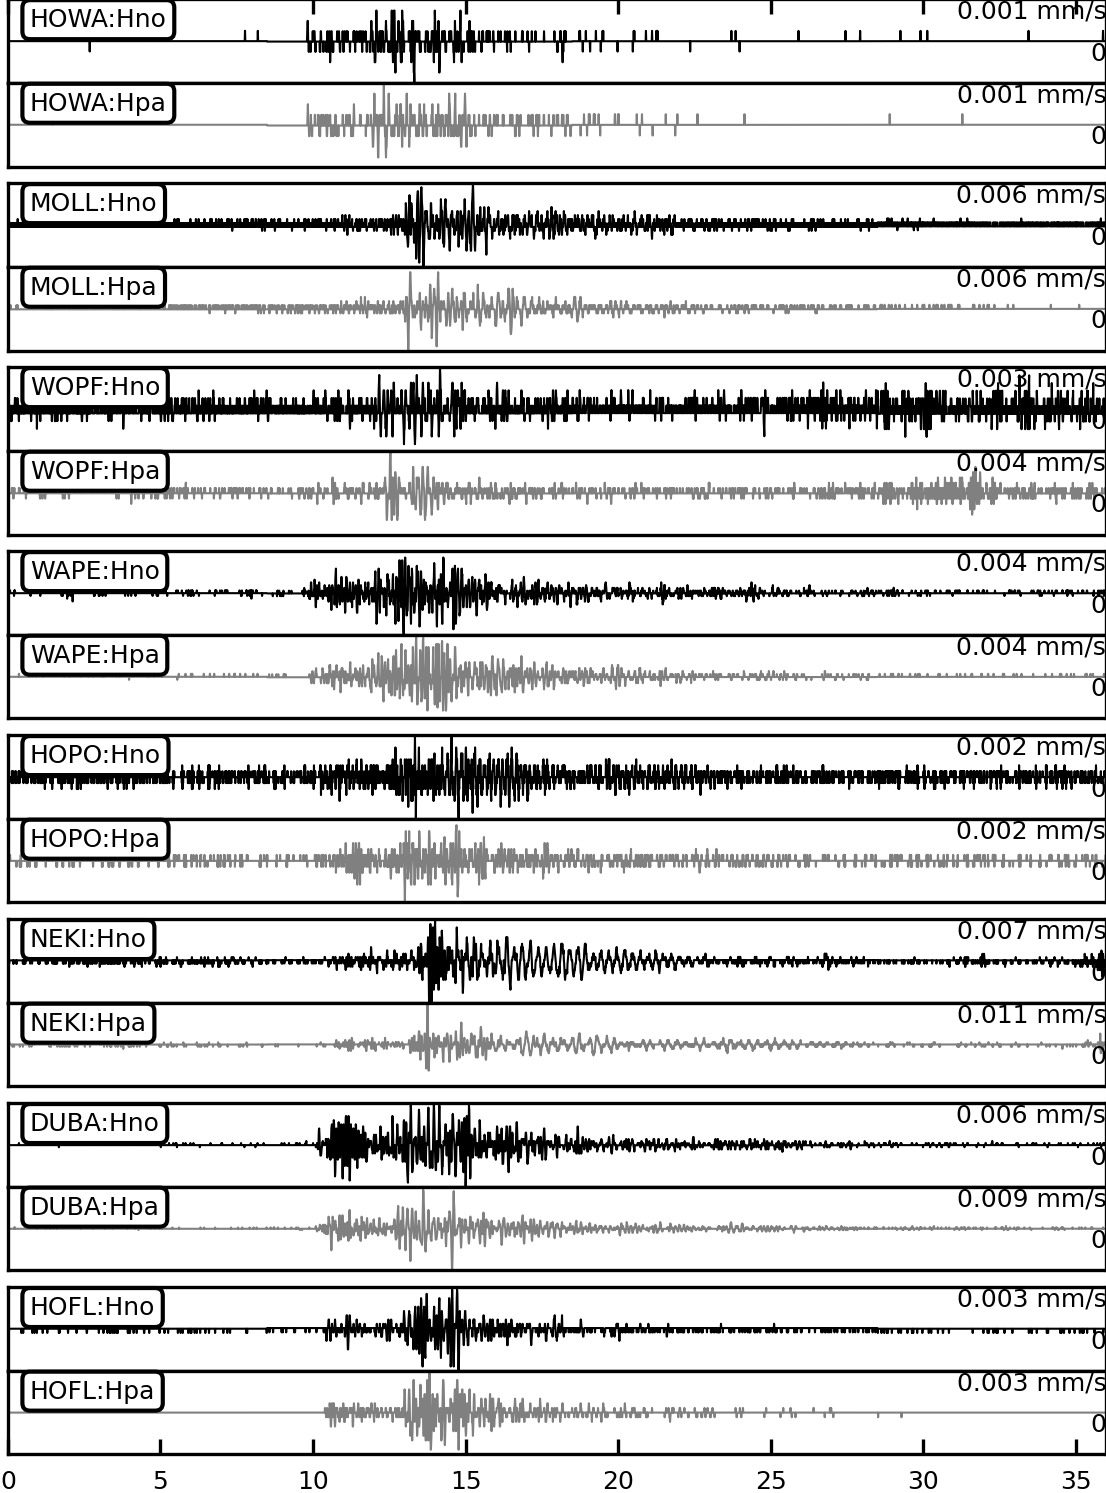 HOWA:Hno 0.001 mm/s
0
HOWA:Hpa 0.001 mm/s
0
MOLL:Hno 0.006 mm/s
0
MOLL:Hpa 0.006 mm/s
0
WOPF:Hno 0.003 mm/s
0
WOPF:Hpa 0.004 mm/s
0
WAPE:Hno 0.004 mm/s
0
WAPE:Hpa 0.004 mm/s
0
HOPO:Hno 0.002 mm/s
0
HOPO:Hpa 0.002 mm/s
0
NEKI:Hno 0.007 mm/s
0
NEKI:Hpa 0.011 mm/s
0
DUBA:Hno 0.006 mm/s
0
DUBA:Hpa 0.009 mm/s
0
HOFL:Hno 0.003 mm/s
0
HOFL:Hpa 0.003 mm/s
0
0 5 10 15 20 25 30 35